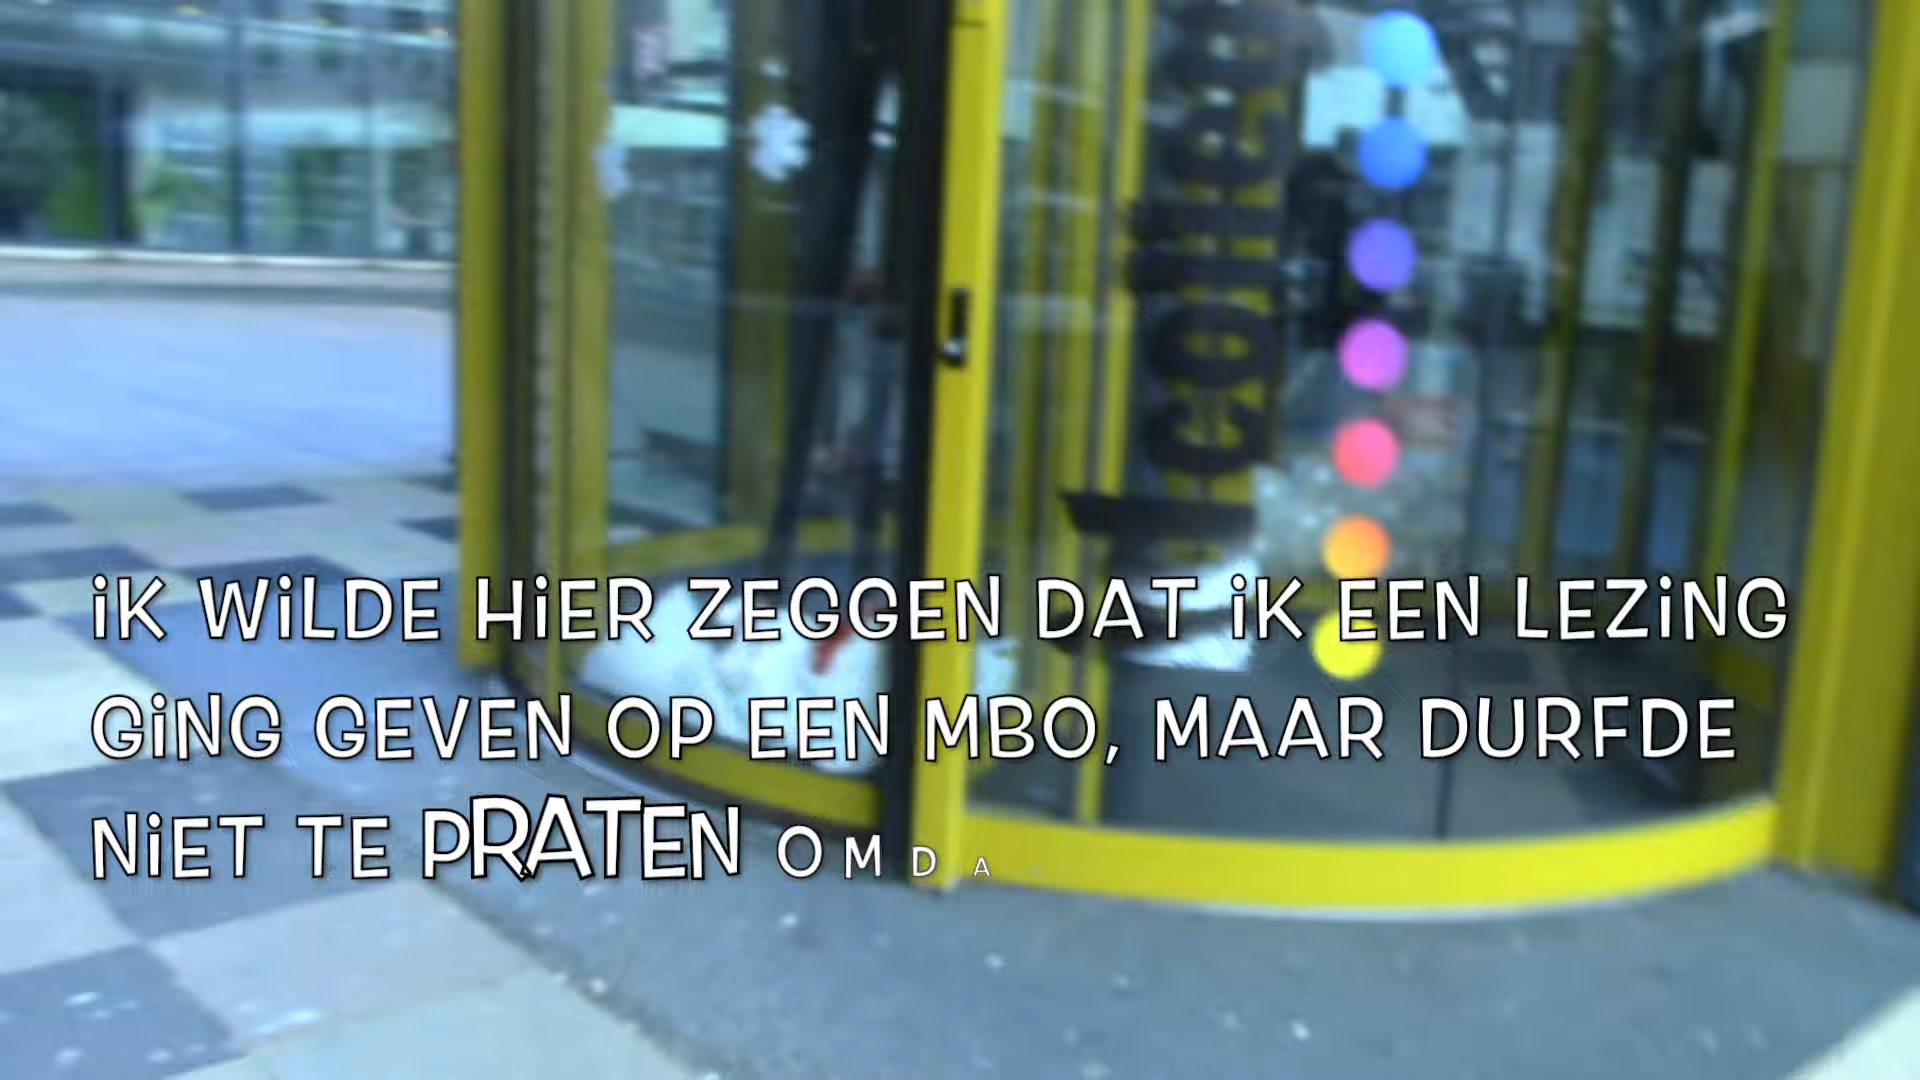 iK WiLDE HiER ZEGGEN DAT iK EEN LEZiNG
GiNG GEVEN OP EEN MBO, MAAR DURFDE
NiET TE PRATEN OMDA